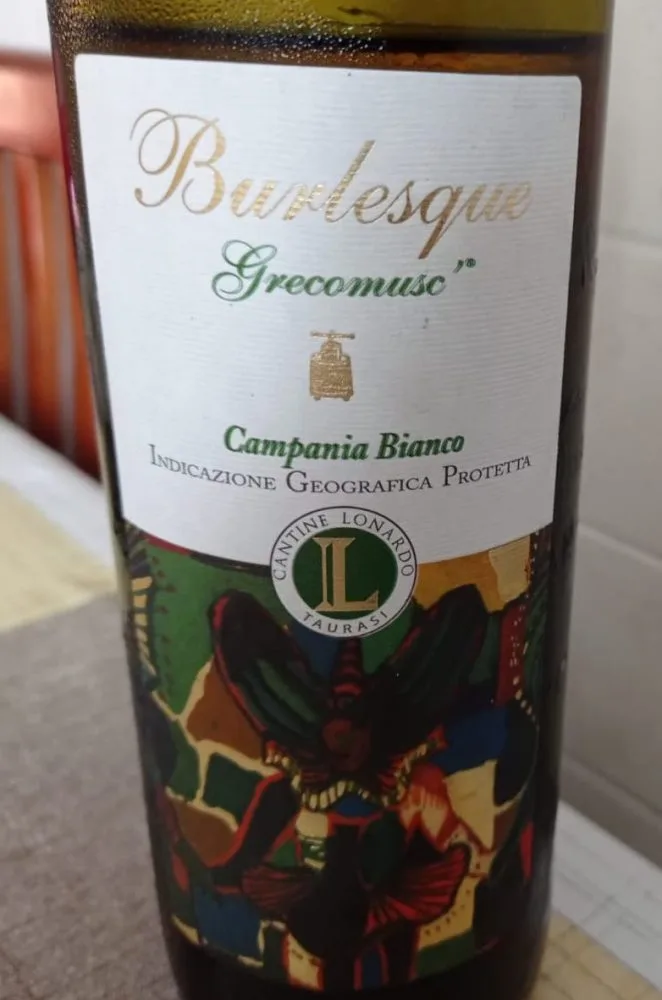 Burlesque
Grecomusc'®
Campania Bianco
INDICAZIONE GEOGRAFICA PROTETTA
CANTINE LONARDO
L
TAURASI